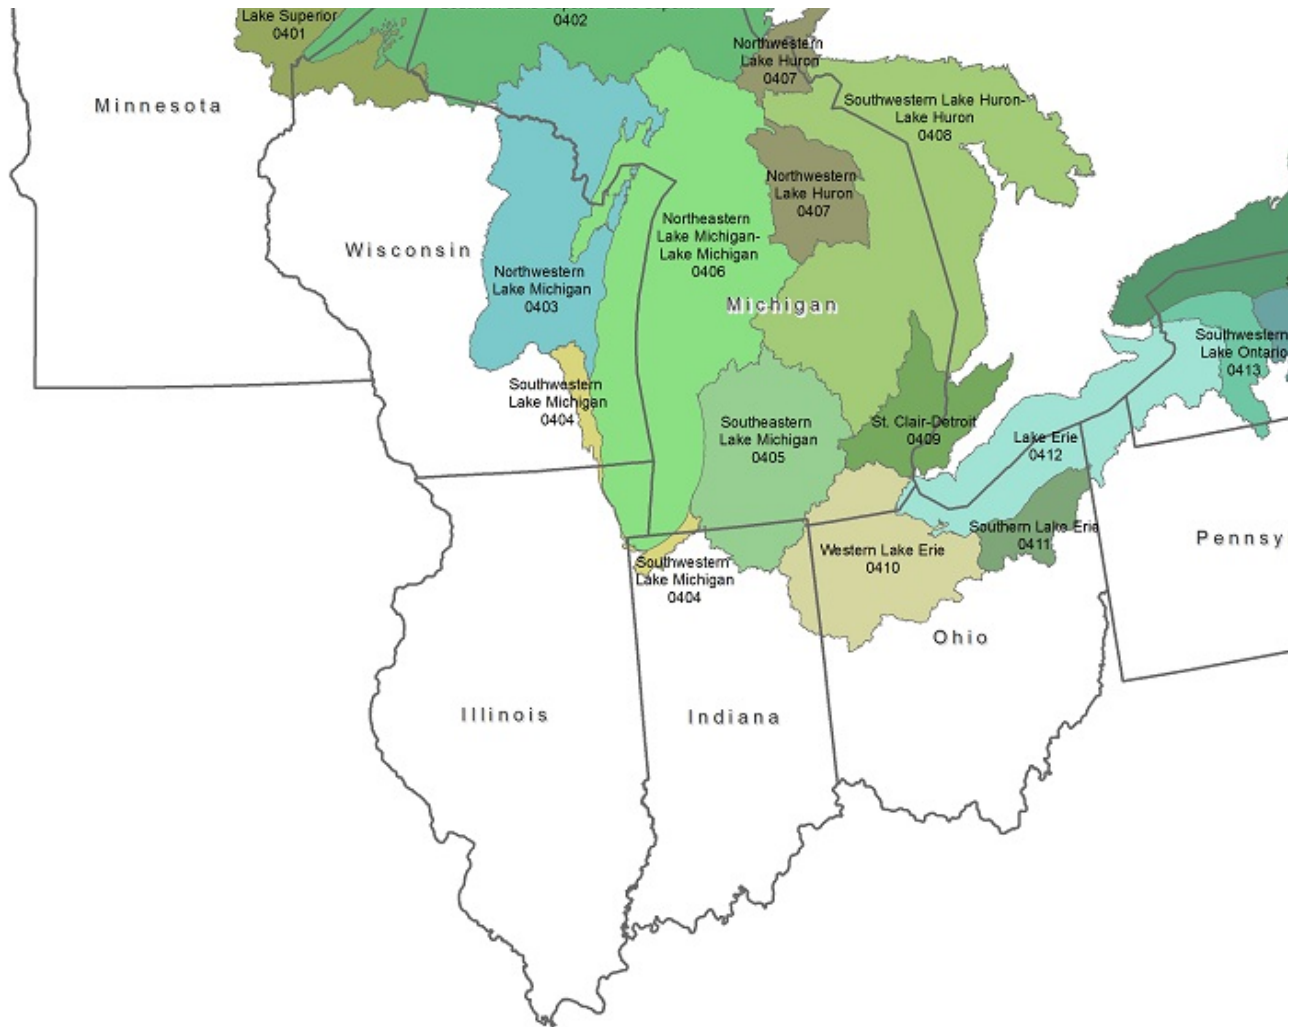 Lake Superior
0401
0402
Northwestern
Lake Huron
0407
Minnesota
Southwestern Lake Huron-
Lake Huron
0408
Northwestern
Lake Huron
0407
Wisconsin
Northeastern
Lake Michigan-
Lake Michigan
0406
Northwestern
Lake Michigan
0403
Michigan
Southwestern
Lake Ontario
0413
Southwestern
Lake Michigan
0404
Southeastern
Lake Michigan
0405
St. Clair-Detroit
0409
Lake Erie
0412
Southern Lake Erie
0411
Pennsy
Western Lake Erie
0410
Southwestern
Lake Michigan
0404
Ohio
Illinois
Indiana